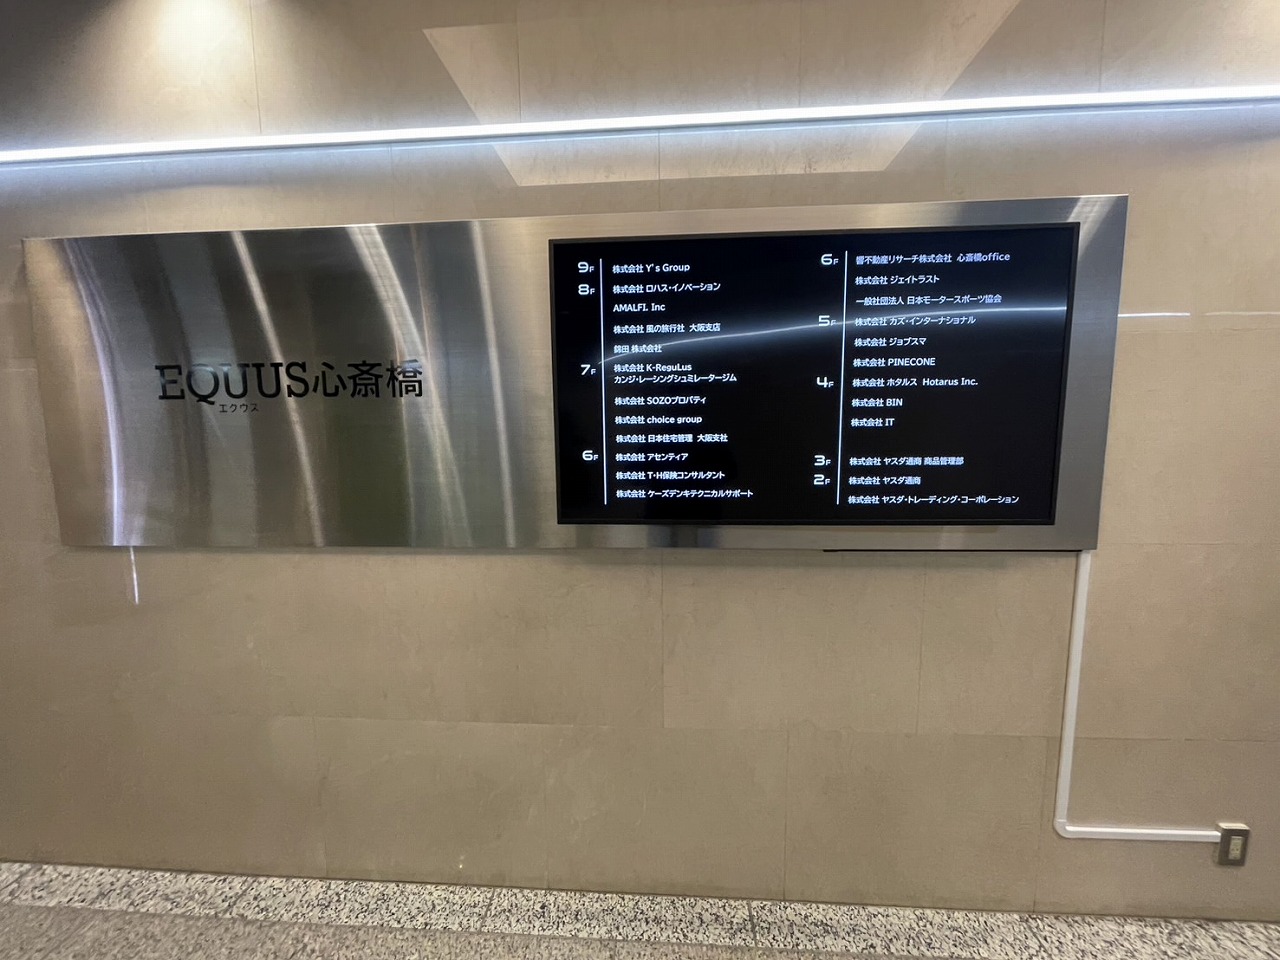 EQUUS心斎橋
エクウス
9F 株式会社 Y's Group
8F 株式会社 ロハス・イノベーション
AMALFI. Inc
株式会社 風の旅行社 大阪支店
錦田 株式会社
7F 株式会社 K-ReguLus
カンジ・レーシングシュミレータージム
株式会社 SOZOプロパティ
株式会社 choice group
株式会社 日本住宅管理 大阪支社
6F 株式会社 アセンティア
株式会社 T・H保険コンサルタント
株式会社 ケーズデンキテクニカルサポート
6F 響不動産リサーチ株式会社 心斎橋office
株式会社 ジェイトラスト
一般社団法人 日本モータースポーツ協会
5F 株式会社 カズ・インターナショナル
株式会社 ジョブスマ
株式会社 PINECONE
4F 株式会社 ホタルス Hotarus Inc.
株式会社 BIN
株式会社 IT
3F 株式会社 ヤスダ通商 商品管理部
2F 株式会社 ヤスダ通商
株式会社 ヤスダ・トレーディング・コーポレーション